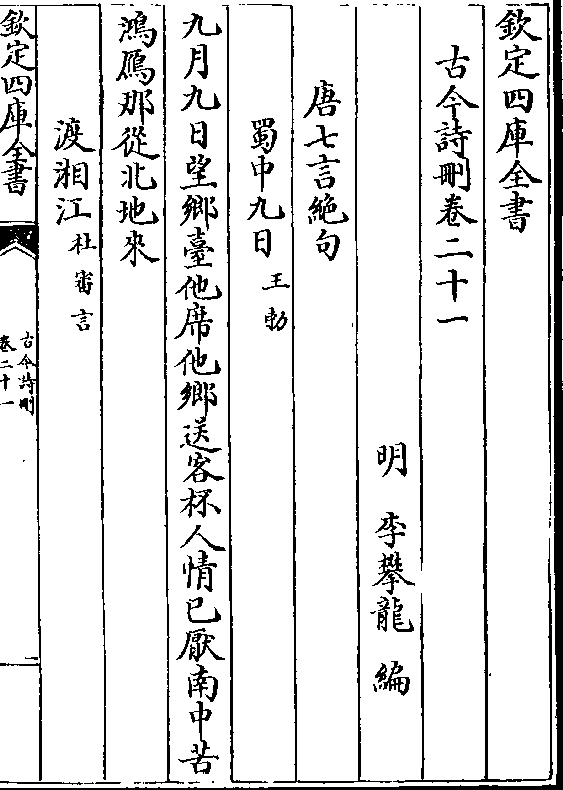 欽定四庫全書
古今詩刪卷二十一
明 李攀龍 編
唐七言絶句
蜀中九日 王勃
九月九日望鄉臺他席他鄉送客杯人情已厭南中苦
鴻鴈那從北地來
渡湘江 杜審言
欽定四庫全書
古今詩刪
卷二十一
一